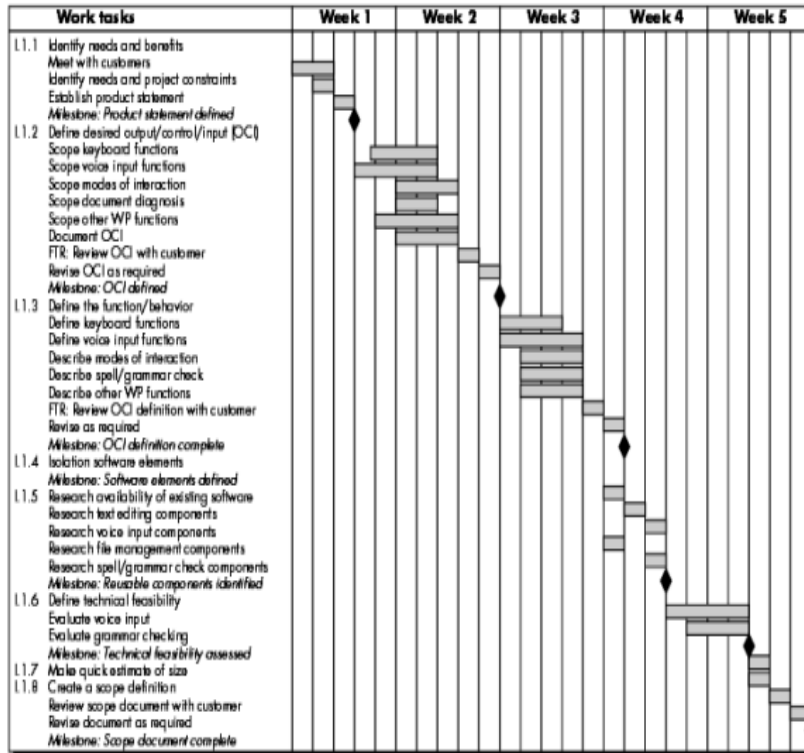 Work tasks Week 1 Week 2 Week 3 Week 4 Week 5
I.1.1 Identify needs and benefits
Meet with customers
Identify needs and project constraints
Establish product statement
Milestone: Product statement defined
I.1.2 Define desired output/control/input (OCI)
Scope keyboard functions
Scope voice input functions
Scope modes of interaction
Scope document diagnosis
Scope other WP functions
Document OCI
FTR: Review OCI with customer
Revise OCI as required
Milestone: OCI defined
I.1.3 Define the function/behavior
Define keyboard functions
Define voice input functions
Describe modes of interaction
Describe spell/grammar check
Describe other WP functions
FTR: Review OCI definition with customer
Revise as required
Milestone: OCI definition complete
I.1.4 Isolation software elements
Milestone: Software elements defined
I.1.5 Research availability of existing software
Research text editing components
Research voice input components
Research file management components
Research spell/grammar check components
Milestone: Reusable components identified
I.1.6 Define technical feasibility
Evaluate voice input
Evaluate grammar checking
Milestone: Technical feasibility assessed
I.1.7 Make quick estimate of size
I.1.8 Create a scope definition
Review scope document with customer
Revise document as required
Milestone: Scope document complete